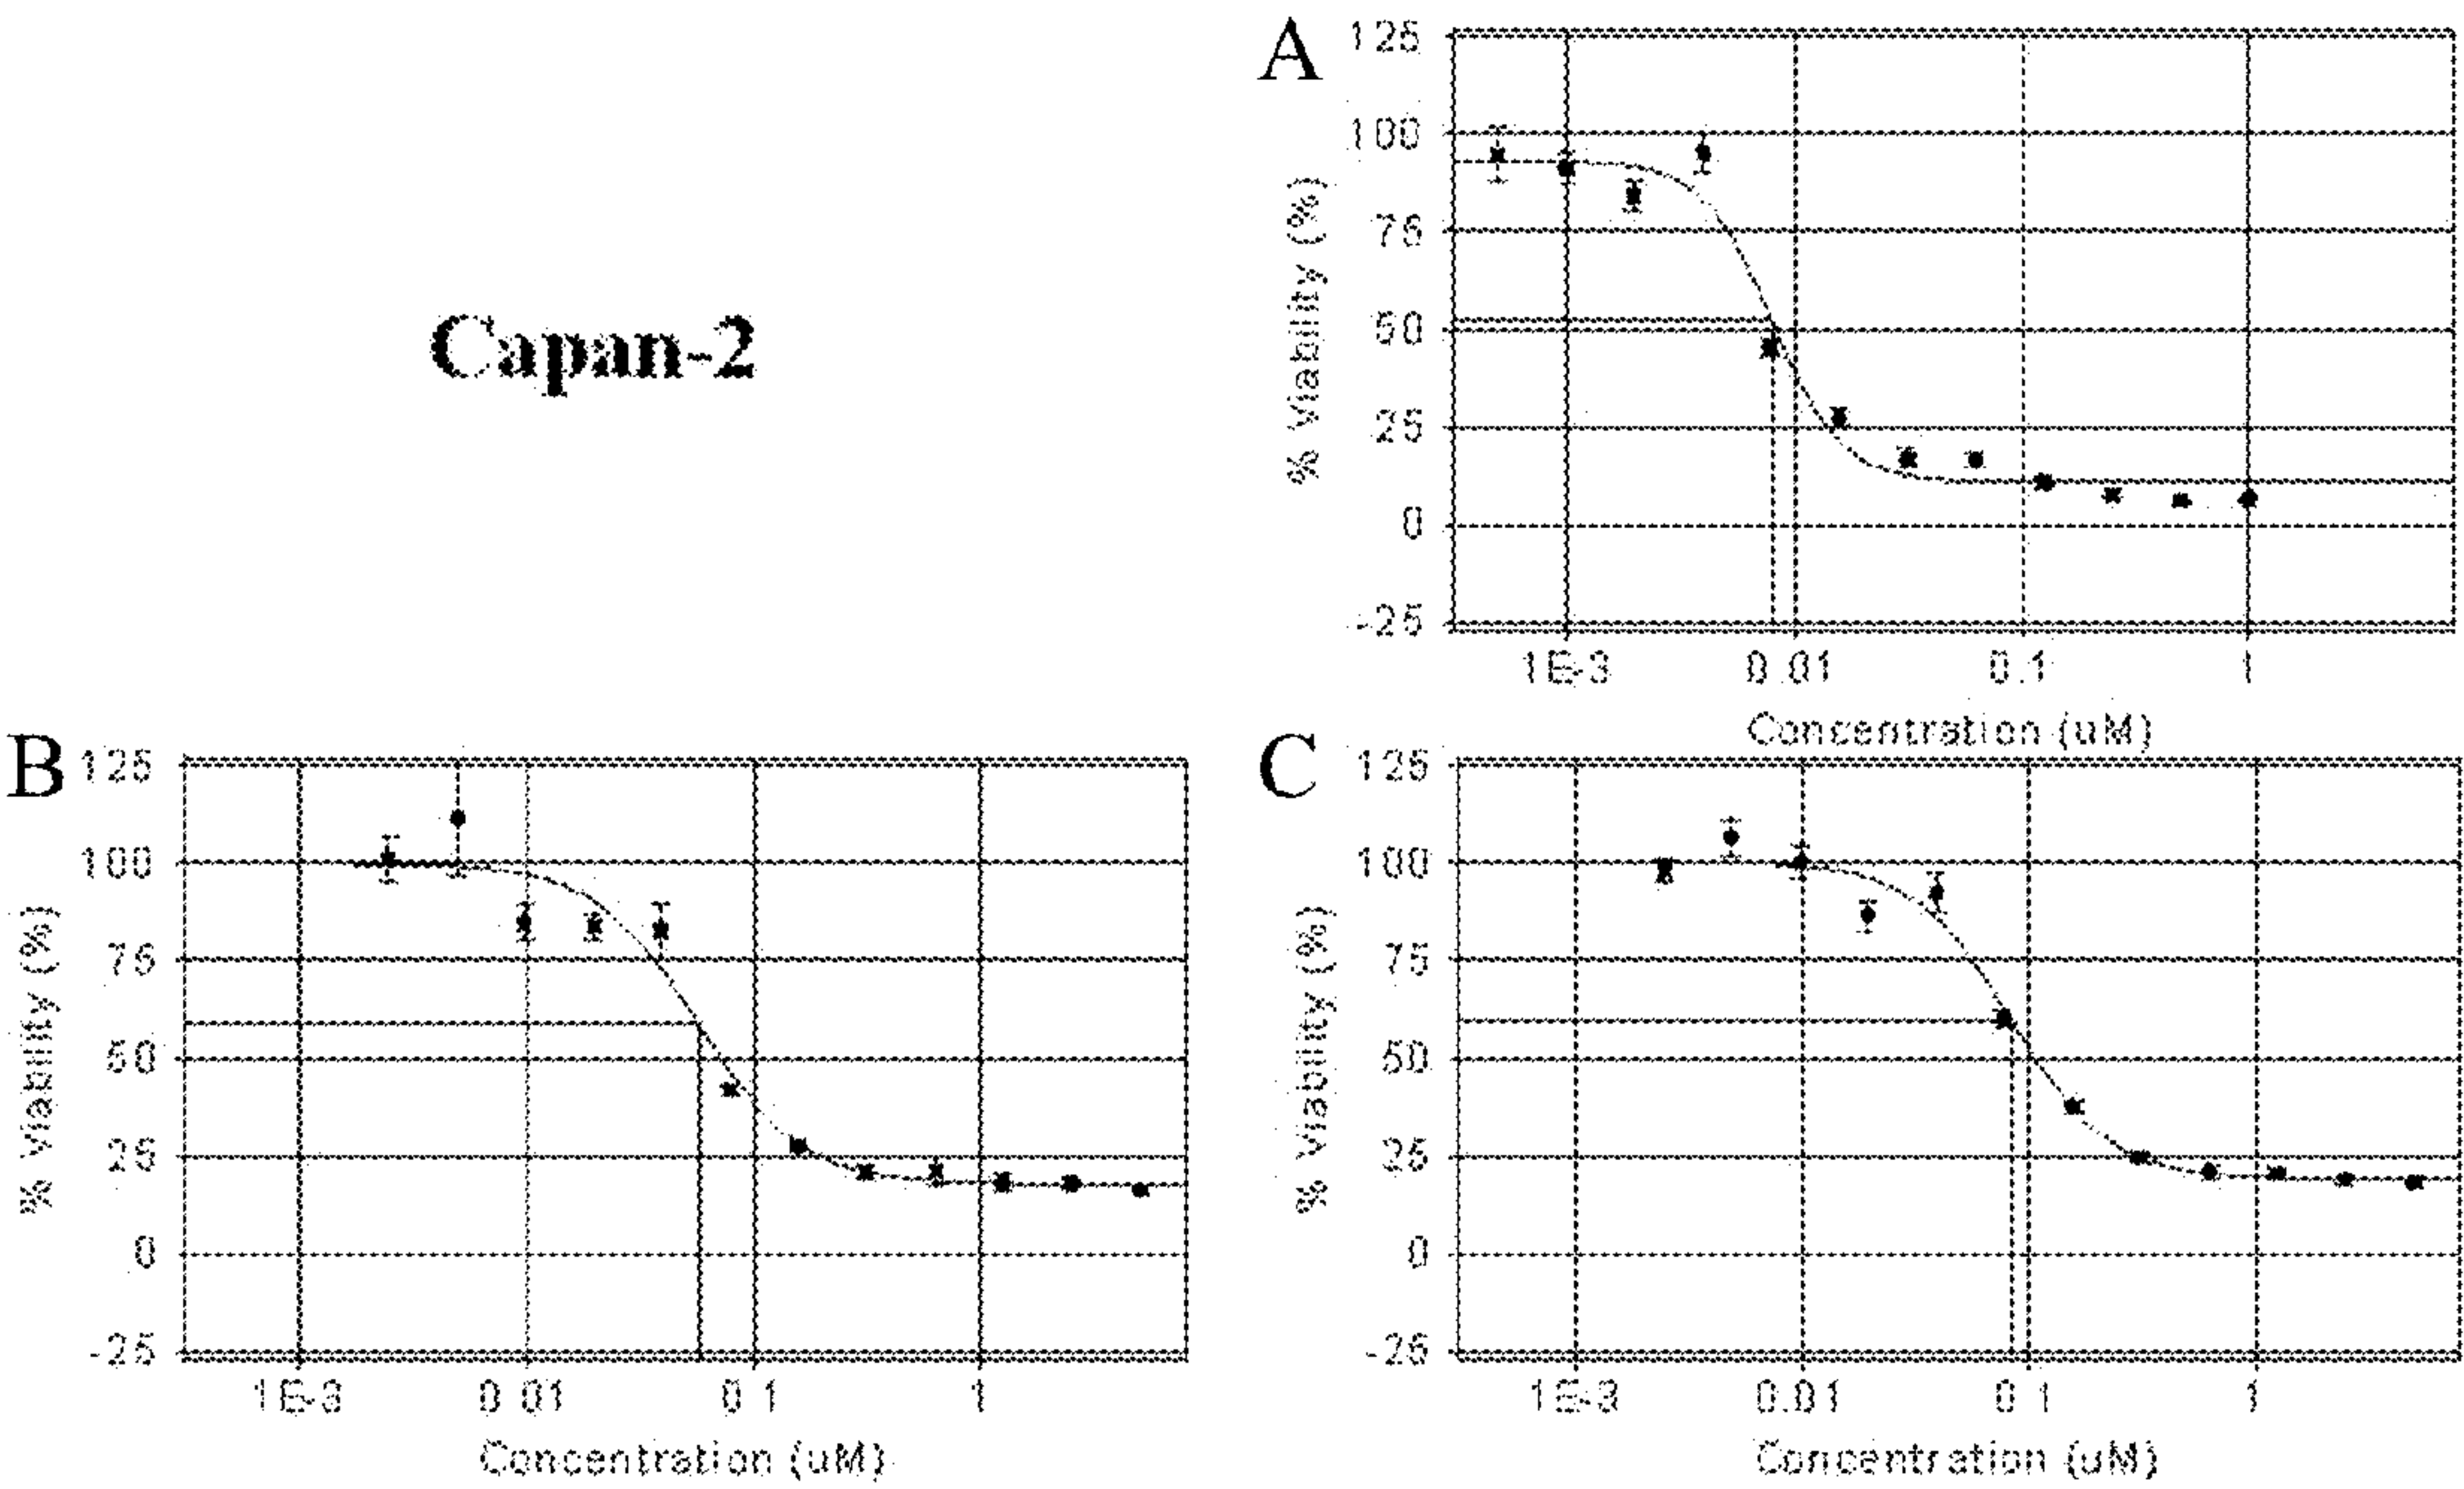 A
125
100
75
50
25
0
-25
% Viability (%)
1E-3 0.01 0.1 1
Concentration (uM)
Capan-2
B
125
100
75
50
25
0
-25
% Viability (%)
1E-3 0.01 0.1 1
Concentration (uM)
C
125
100
75
50
25
0
-25
% Viability (%)
1E-3 0.01 0.1 1
Concentration (uM)